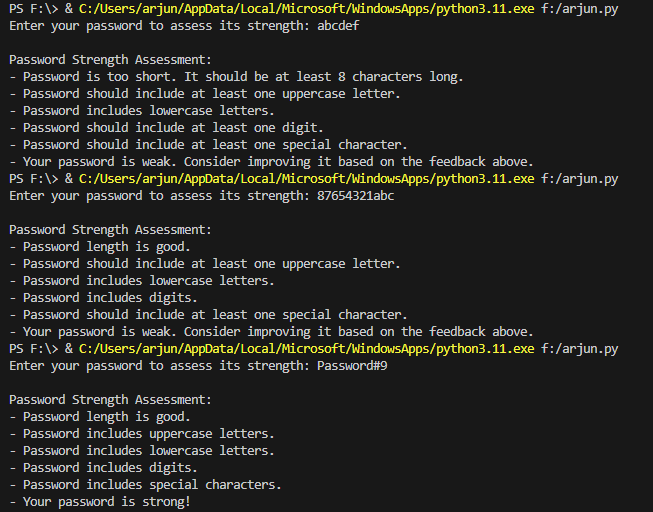 PS F:\> & C:/Users/arjun/AppData/Local/Microsoft/WindowsApps/python3.11.exe f:/arjun.py
Enter your password to assess its strength: abcdef
Password Strength Assessment:
- Password is too short. It should be at least 8 characters long.
- Password should include at least one uppercase letter.
- Password includes lowercase letters.
- Password should include at least one digit.
- Password should include at least one special character.
- Your password is weak. Consider improving it based on the feedback above.
PS F:\> & C:/Users/arjun/AppData/Local/Microsoft/WindowsApps/python3.11.exe f:/arjun.py
Enter your password to assess its strength: 87654321abc
Password Strength Assessment:
- Password length is good.
- Password should include at least one uppercase letter.
- Password includes lowercase letters.
- Password includes digits.
- Password should include at least one special character.
- Your password is weak. Consider improving it based on the feedback above.
PS F:\> & C:/Users/arjun/AppData/Local/Microsoft/WindowsApps/python3.11.exe f:/arjun.py
Enter your password to assess its strength: Password#9
Password Strength Assessment:
- Password length is good.
- Password includes uppercase letters.
- Password includes lowercase letters.
- Password includes digits.
- Password includes special characters.
- Your password is strong!